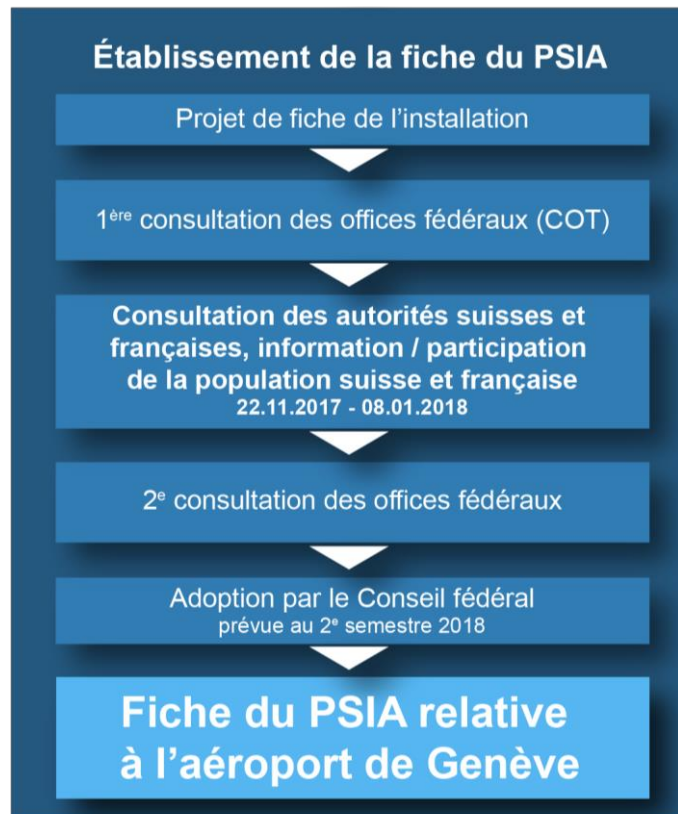 Établissement de la fiche du PSIA
Projet de fiche de l'installation
1ère consultation des offices fédéraux (COT)
Consultation des autorités suisses et
françaises, information / participation
de la population suisse et française
22.11.2017 - 08.01.2018
2e consultation des offices fédéraux
Adoption par le Conseil fédéral
prévue au 2e semestre 2018
Fiche du PSIA relative
à l'aéroport de Genève